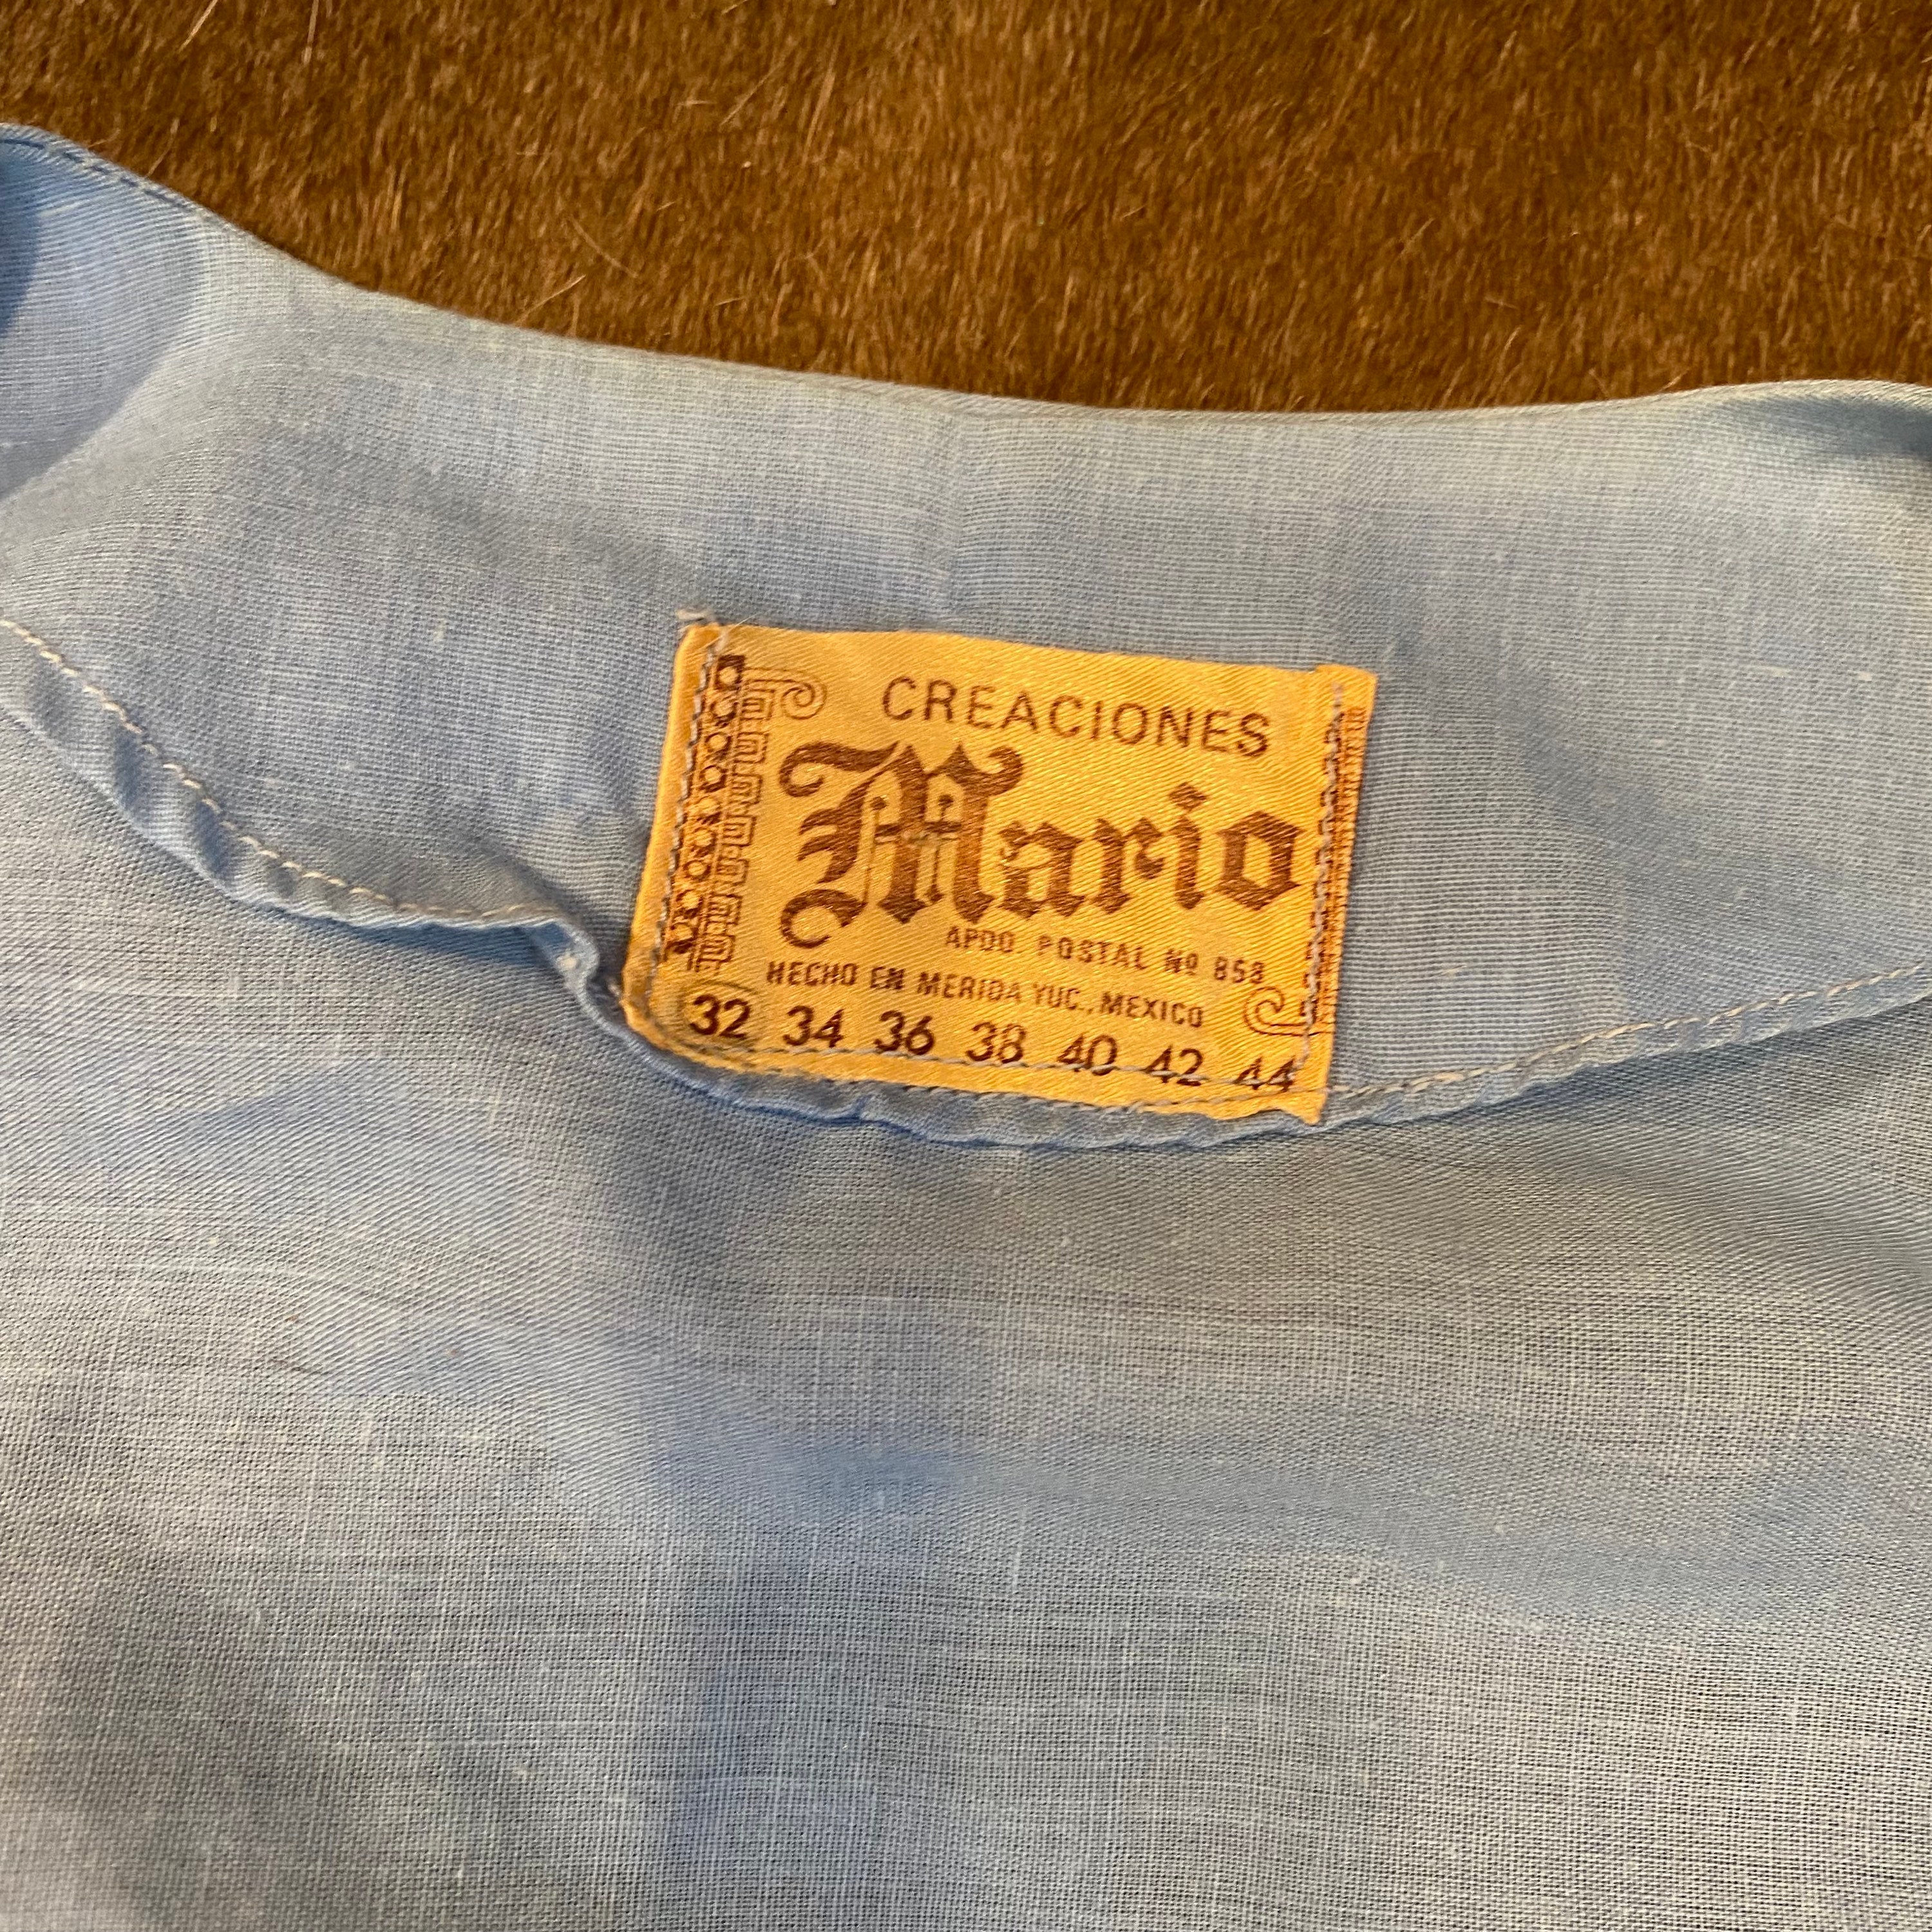 CREACIONES
Mario
APDO. POSTAL Nº 858
HECHO EN MERIDA YUC., MEXICO
32 34 36 38 40 42 44